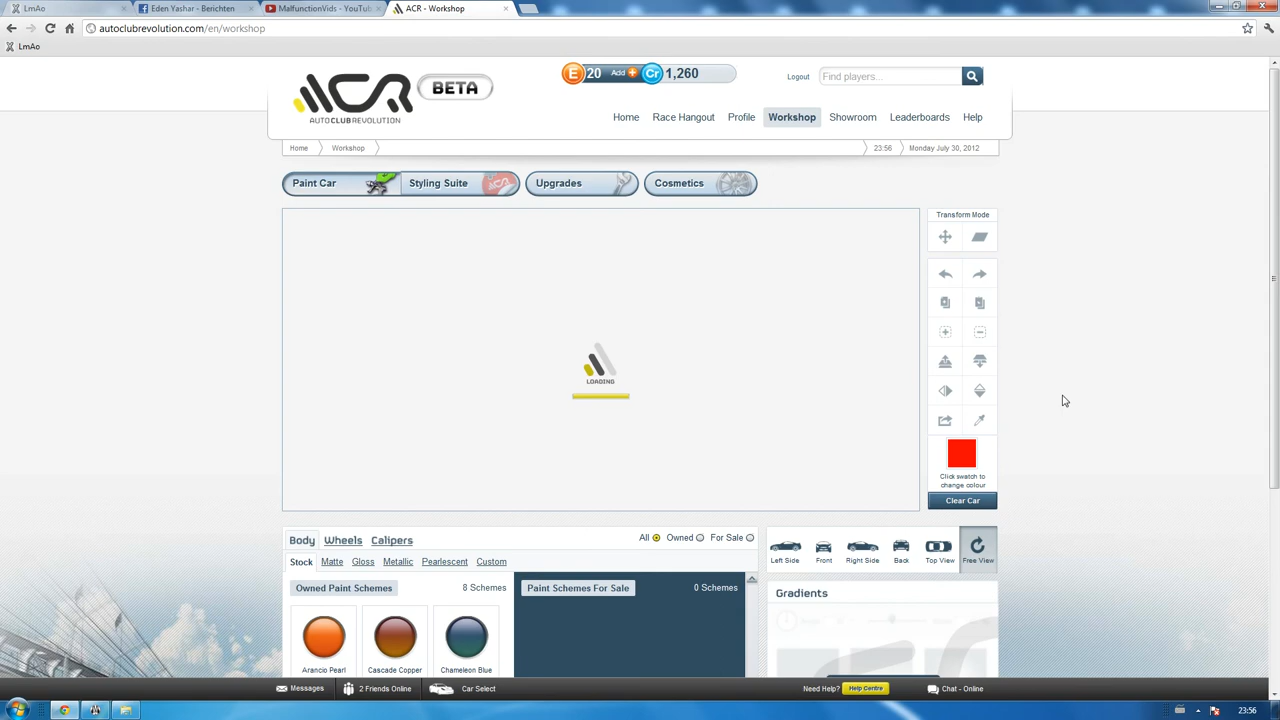 LmAo
Eden Yashar - Berichten
MalfunctionVids - YouTub
ACR - Workshop
autoclubrevolution.com/en/workshop
LmAo
ACR BETA
AUTOCLUBREVOLUTION
E 20 Add Cr 1,260
Logout
Find players...
Home Race Hangout Profile Workshop Showroom Leaderboards Help
Home Workshop 23:56 Monday July 30, 2012
Paint Car Styling Suite Upgrades Cosmetics
Transform Mode
LOADING
Click swatch to
change colour
Clear Car
Body Wheels Calipers All Owned For Sale
Stock Matte Gloss Metallic Pearlescent Custom
Left Side Front Right Side Back Top View Free View
Owned Paint Schemes 8 Schemes Paint Schemes For Sale 0 Schemes
Gradients
Arancio Pearl Cascade Copper Chameleon Blue
Messages 2 Friends Online Car Select Need Help? Help Centre Chat - Online
23:56